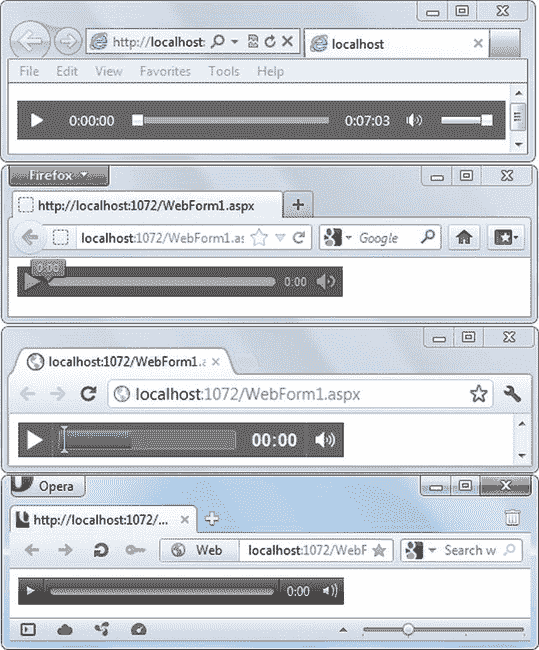 http://localhost:
localhost
File Edit View Favorites Tools Help
0:00:00 0:07:03
Firefox
http://localhost:1072/WebForm1.aspx
localhost:1072/WebForm1.as
Google
0:00
0:00
localhost:1072/WebForm1.a
localhost:1072/WebForm1.aspx
00:00
Opera
http://localhost:1072/...
Web localhost:1072/WebF Search w
0:00